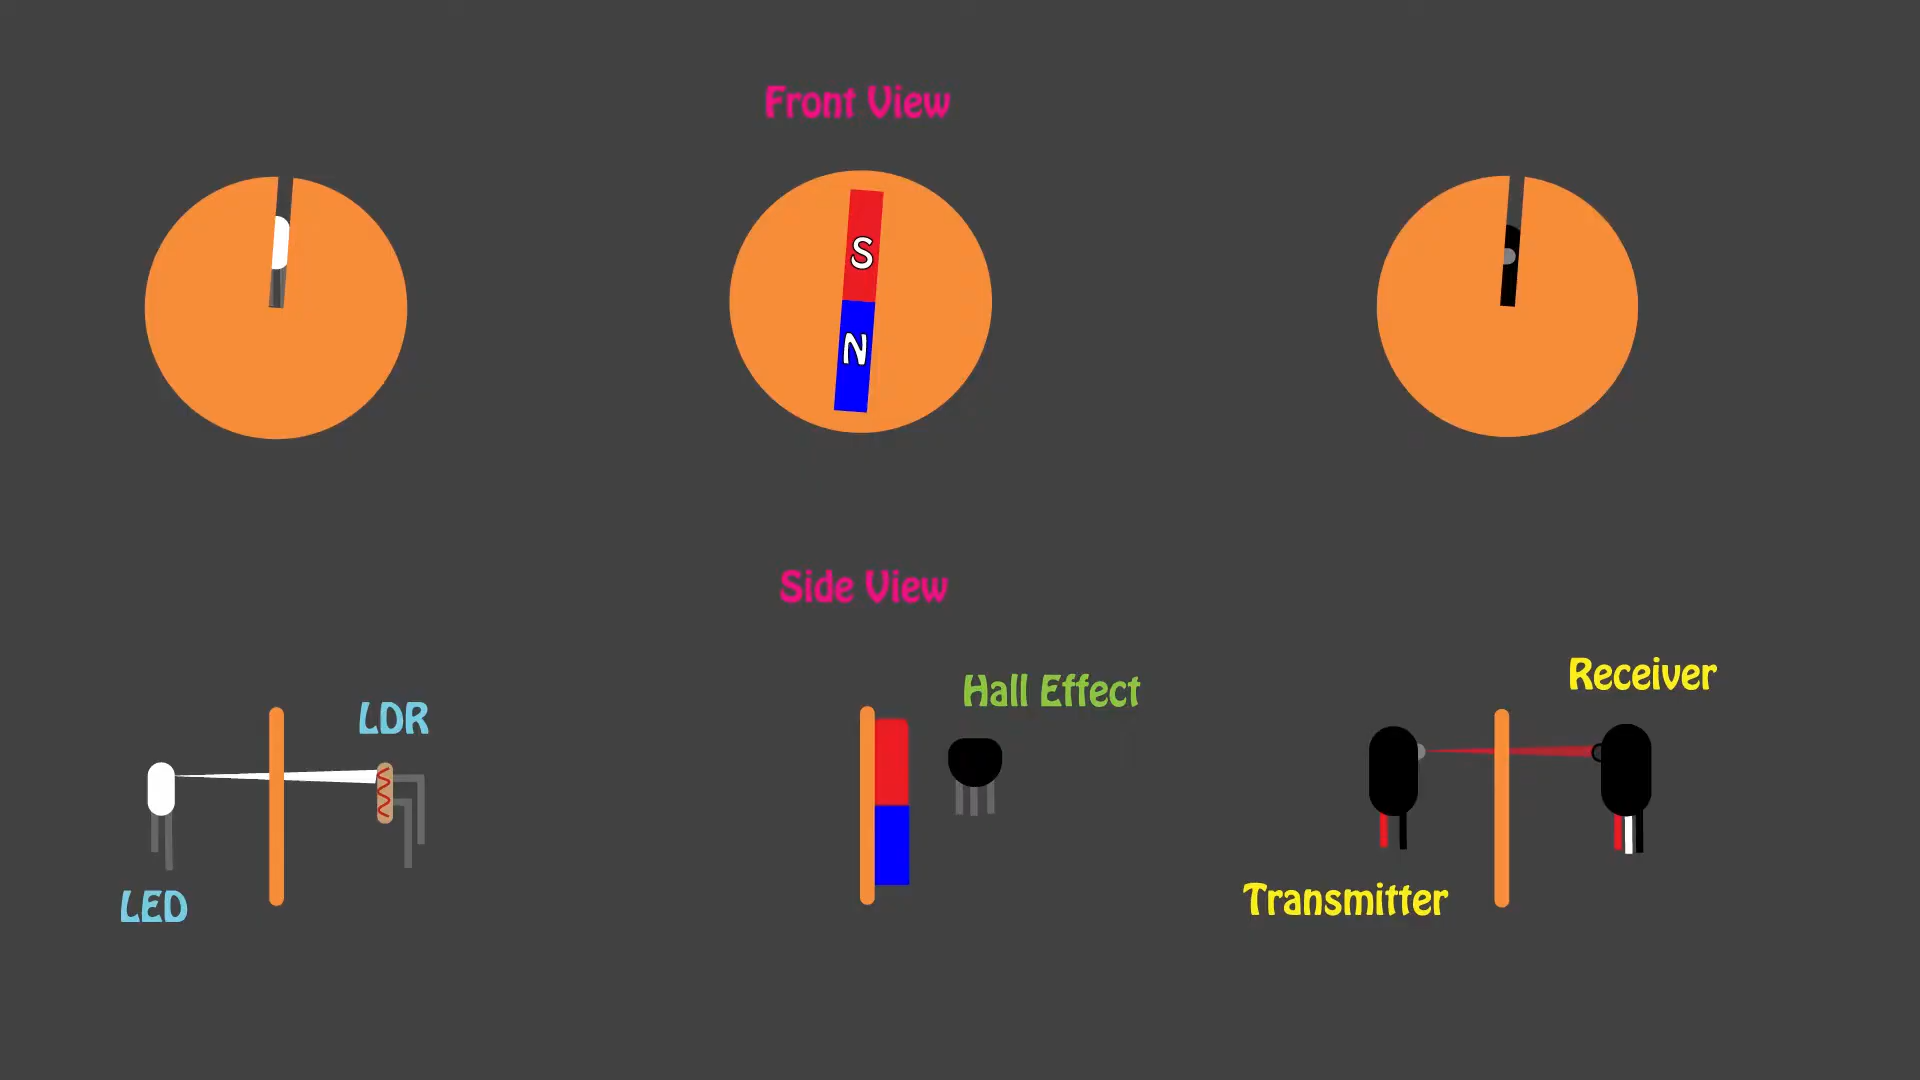 Front View
S
N
Side View
Receiver
Hall Effect
LDR
Transmitter
LED